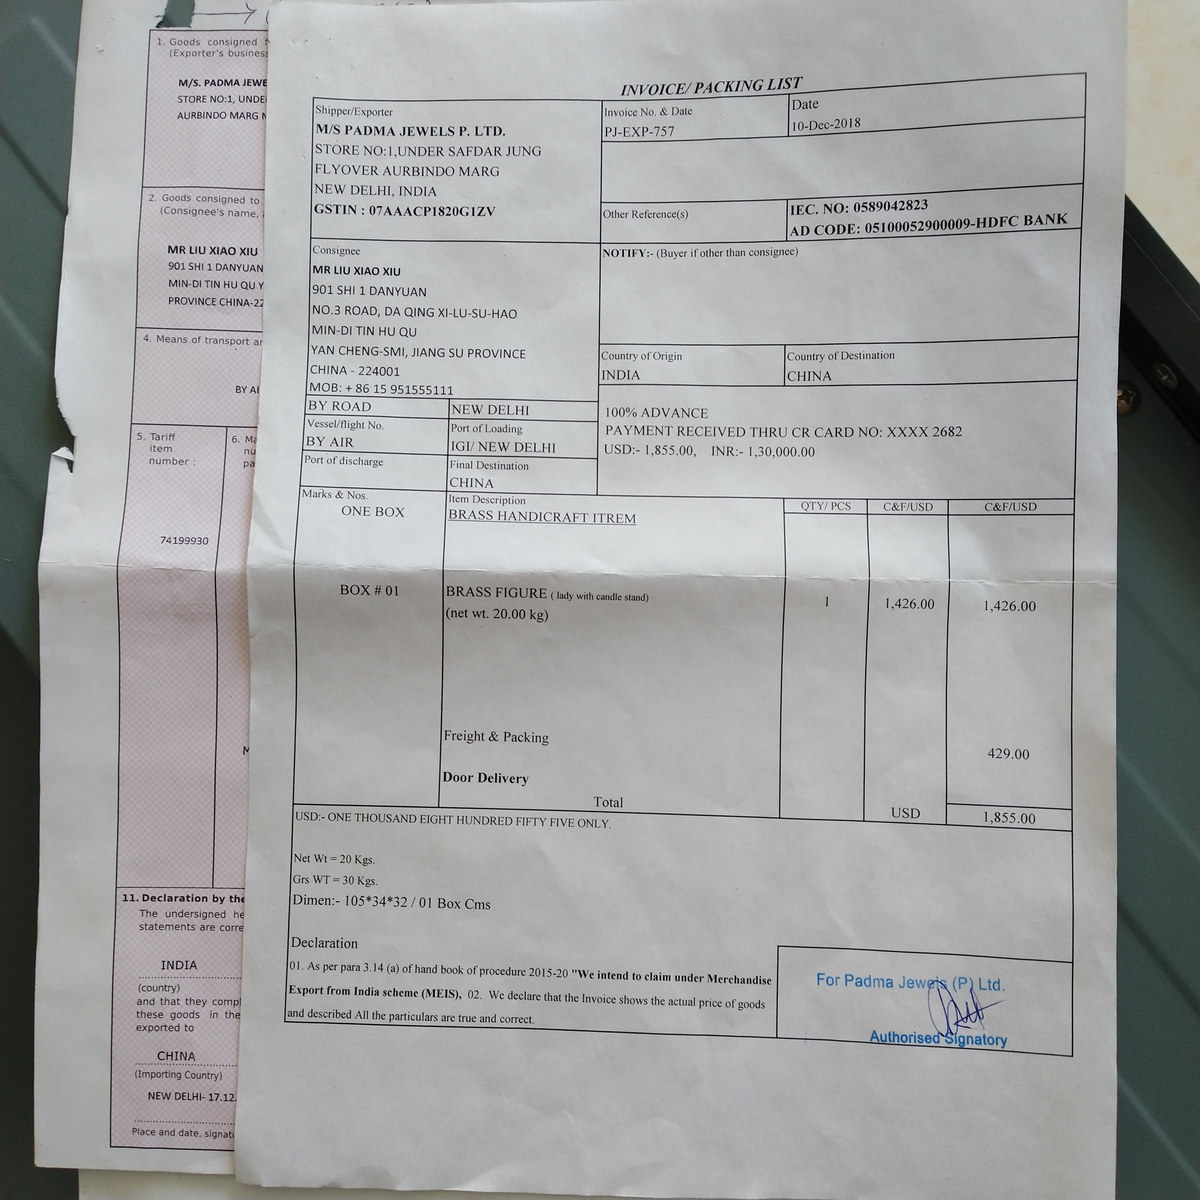 1. Goods consigned
(Exporter's business
M/S. PADMA JEWE
STORE NO:1, UNDE
AURBINDO MARG N
2. Goods consigned to
(Consignee's name,
MR LIU XIAO XIU
901 SHI 1 DANYUAN
MIN-DI TIN HU QU Y
PROVINCE CHINA-22
4. Means of transport ar
BY AI
5. Tariff
item
number :
6. Ma
nu
pa
74199930
M
11. Declaration by the
The undersigned he
statements are corre
INDIA
(country)
and that they compl
these goods in the
exported to
CHINA
(Importing Country)
NEW DELHI- 17.12.
Place and date, signatu
INVOICE/ PACKING LIST
Shipper/Exporter
M/S PADMA JEWELS P. LTD.
STORE NO:1,UNDER SAFDAR JUNG
FLYOVER AURBINDO MARG
NEW DELHI, INDIA
GSTIN : 07AAACP1820G1ZV
Invoice No. & Date
PJ-EXP-757
Date
10-Dec-2018
Other Reference(s)
IEC. NO: 0589042823
AD CODE: 05100052900009-HDFC BANK
Consignee
MR LIU XIAO XIU
901 SHI 1 DANYUAN
NO.3 ROAD, DA QING XI-LU-SU-HAO
MIN-DI TIN HU QU
YAN CHENG-SMI, JIANG SU PROVINCE
CHINA - 224001
MOB: + 86 15 951555111
NOTIFY:- (Buyer if other than consignee)
Country of Origin
INDIA
Country of Destination
CHINA
BY ROAD
NEW DELHI
Vessel/flight No.
BY AIR
Port of Loading
IGI/ NEW DELHI
Port of discharge
Final Destination
CHINA
100% ADVANCE
PAYMENT RECEIVED THRU CR CARD NO: XXXX 2682
USD:- 1,855.00, INR:- 1,30,000.00
Marks & Nos.
ONE BOX
Item Description
BRASS HANDICRAFT ITREM
QTY/ PCS
C&F/USD
C&F/USD
BOX # 01
BRASS FIGURE ( lady with candle stand)
(net wt. 20.00 kg)
1
1,426.00
1,426.00
Freight & Packing
429.00
Door Delivery
Total
USD
1,855.00
USD:- ONE THOUSAND EIGHT HUNDRED FIFTY FIVE ONLY.
Net Wt = 20 Kgs.
Grs WT = 30 Kgs.
Dimen:- 105*34*32 / 01 Box Cms
Declaration
01. As per para 3.14 (a) of hand book of procedure 2015-20 "We intend to claim under Merchandise
Export from India scheme (MEIS), 02. We declare that the Invoice shows the actual price of goods
and described All the particulars are true and correct.
For Padma Jewels (P) Ltd.
Authorised Signatory